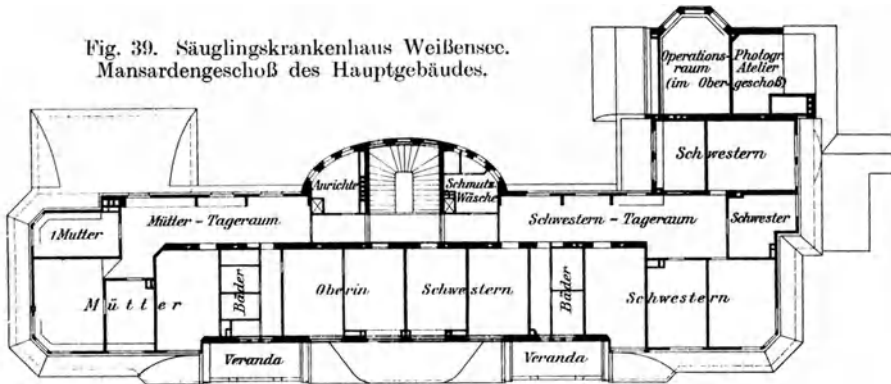 Fig. 39. Säuglingskrankenhaus Weißensee.
Mansardengeschoß des Hauptgebäudes.
Operations-
raum
(im Ober-
Photogr.
Atelier
geschoß)
Schwestern
Anrichte
Schmutz
Wäsche
1 Mutter
Mütter - Tageraum
Schwestern - Tageraum
Schwester
Mütter
Bäder
Oberin
Schwestern
Bäder
Schwestern
Veranda
Veranda